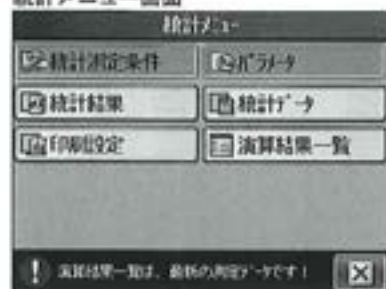 統計メニュー画面
統計メニュー
統計測定条件
パラメータ
統計結果
統計データ
印刷設定
演算結果一覧
演算結果一覧は、最新の測定データです！